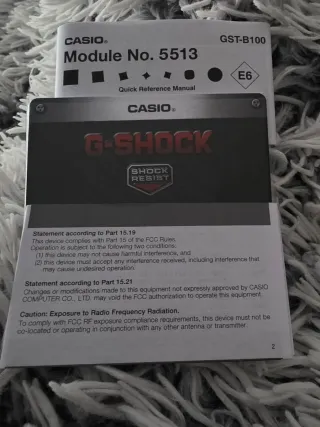 CASIO®
GST-B100
Module No. 5513
E6
Quick Reference Manual
CASIO®
G-SHOCK
SHOCK
RESIST
Statement according to Part 15.19
This device complies with Part 15 of the FCC Rules.
Operation is subject to the following two conditions:
(1) this device may not cause harmful interference, and
(2) this device must accept any interference received, including interference that
may cause undesired operation.
Statement according to Part 15.21
Changes or modifications made to this equipment not expressly approved by CASIO
COMPUTER CO., LTD. may void the FCC authorization to operate this equipment.
Caution: Exposure to Radio Frequency Radiation.
To comply with FCC RF exposure compliance requirements, this device must not be
co-located or operating in conjunction with any other antenna or transmitter.
2